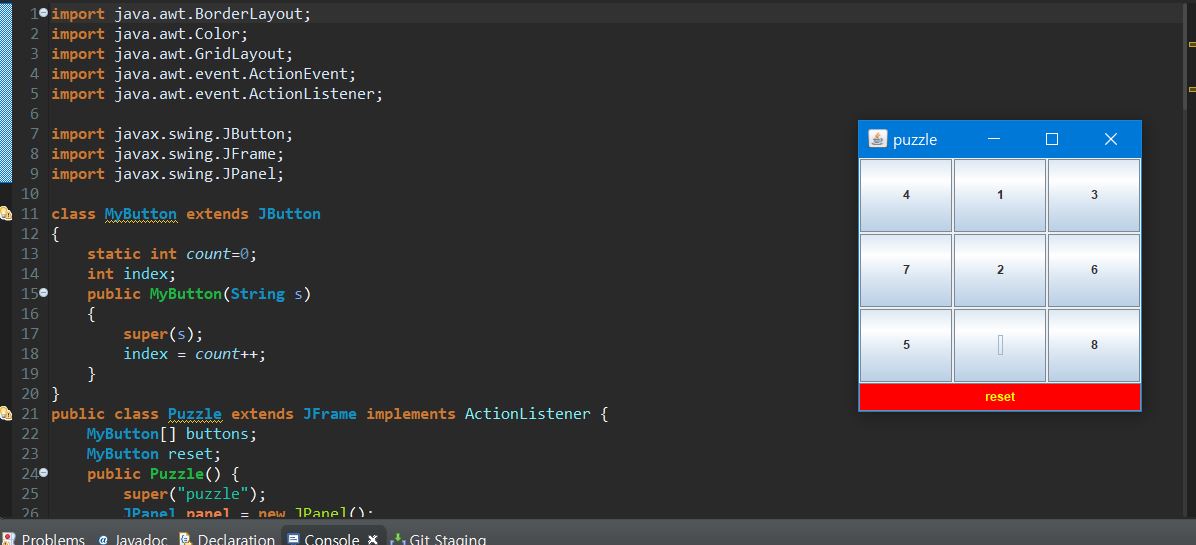 1 import java.awt.BorderLayout;
2 import java.awt.Color;
3 import java.awt.GridLayout;
4 import java.awt.event.ActionEvent;
5 import java.awt.event.ActionListener;
6
7 import javax.swing.JButton;
8 import javax.swing.JFrame;
9 import javax.swing.JPanel;
10
11 class MyButton extends JButton
12 {
13     static int count=0;
14     int index;
15     public MyButton(String s)
16     {
17         super(s);
18         index = count++;
19     }
20 }
21 public class Puzzle extends JFrame implements ActionListener {
22     MyButton[] buttons;
23     MyButton reset;
24     public Puzzle() {
25         super("puzzle");
26         JPanel panel = new JPanel();
puzzle
4 1 3
7 2 6
5 8
reset
Problems @ Javadoc Declaration Console Git Staging